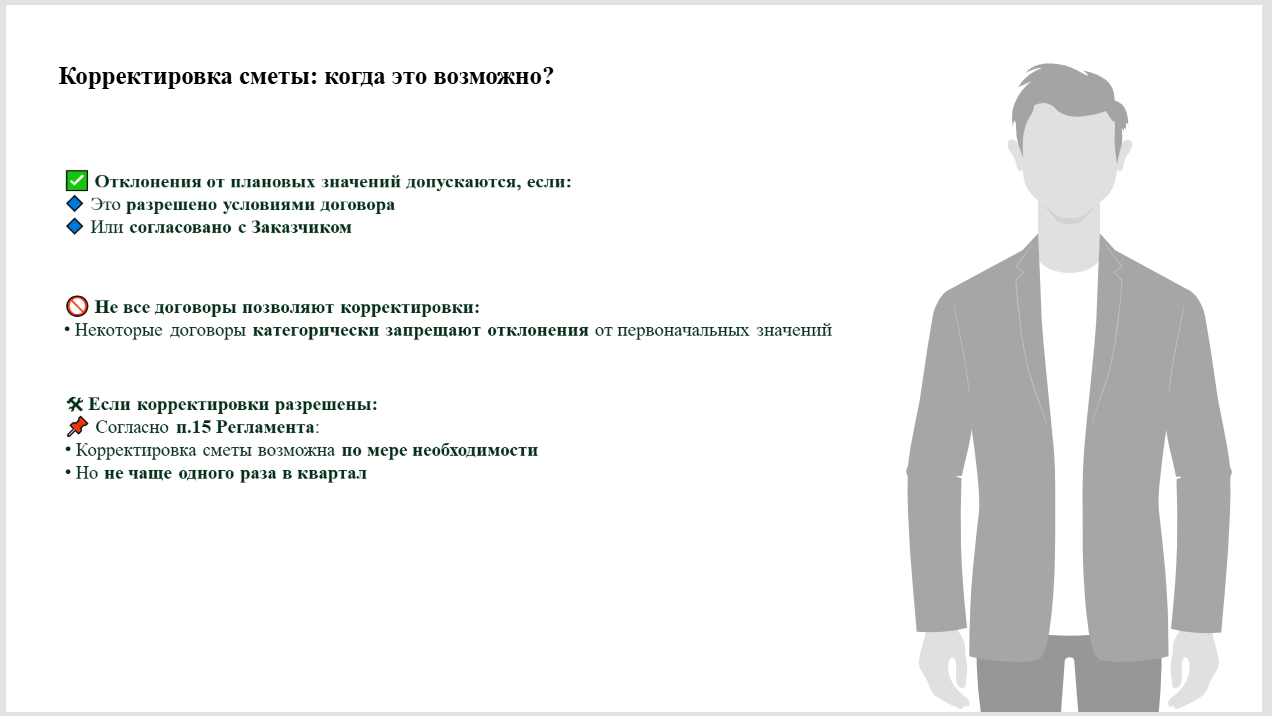 Корректировка сметы: когда это возможно?
✅ Отклонения от плановых значений допускаются, если:
🔷 Это разрешено условиями договора
🔷 Или согласовано с Заказчиком
🚫 Не все договоры позволяют корректировки:
• Некоторые договоры категорически запрещают отклонения от первоначальных значений
🛠 Если корректировки разрешены:
📌 Согласно п.15 Регламента:
• Корректировка сметы возможна по мере необходимости
• Но не чаще одного раза в квартал